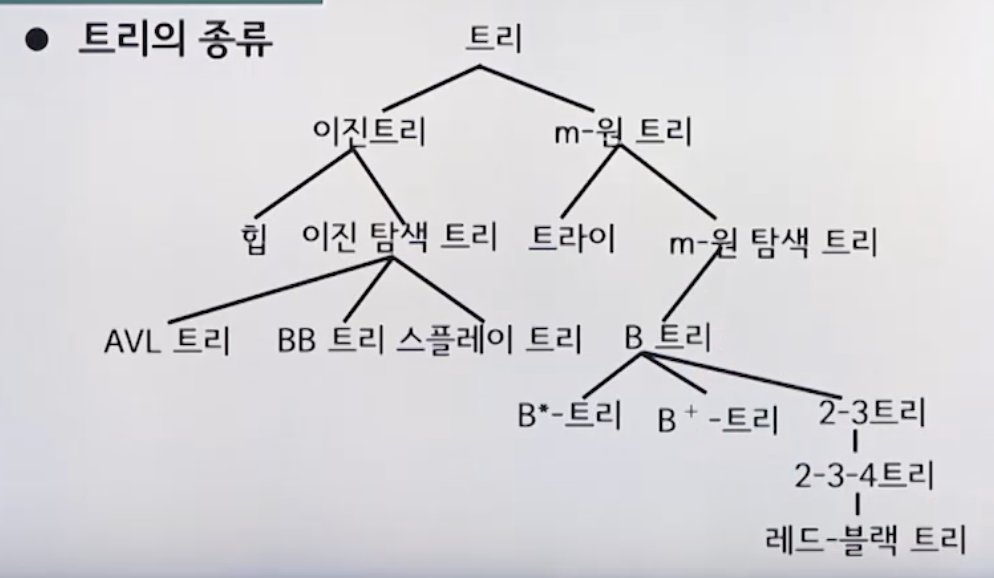 ● 트리의 종류
트리
이진트리 m-원 트리
힙 이진 탐색 트리 트라이 m-원 탐색 트리
AVL 트리 BB 트리 스플레이 트리 B 트리
B*-트리 B+-트리 2-3트리
2-3-4트리
레드-블랙 트리